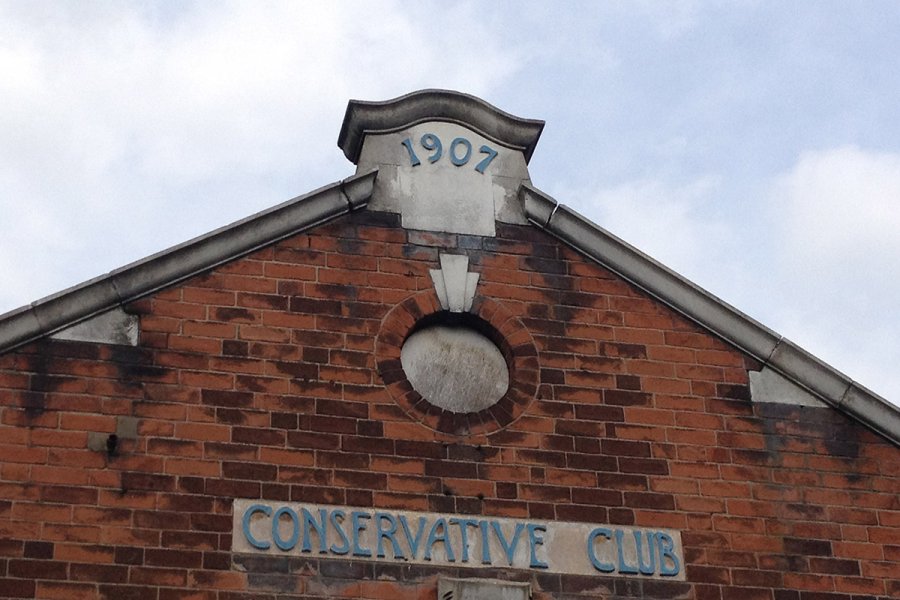 1907
CONSERVATIVE CLUB